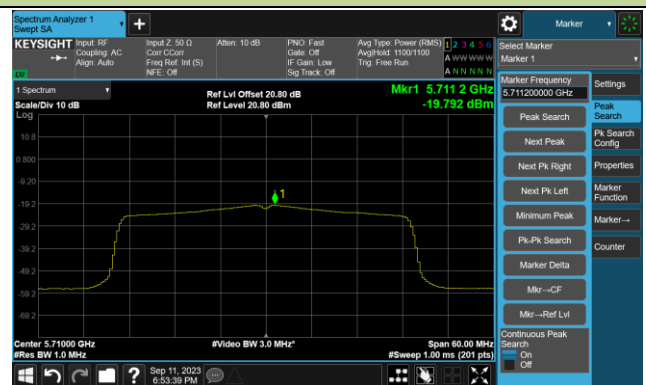 Spectrum Analyzer 1
Swept SA
Marker
KEYSIGHT
Input: RF
Coupling: AC
Align: Auto
Input Z: 50 Ω
Corr CCorr
Freq Ref: Int (S)
NFE: Off
Atten: 10 dB
PNO: Fast
Gate: Off
IF Gain: Low
Sig Track: Off
Avg Type: Power (RMS)
Avg|Hold: 1100/1100
Trig: Free Run
1 2 3 4 5 6
A W W W W W
A N N N N N
LXI
Select Marker
Marker 1
1 Spectrum
Scale/Div 10 dB
Log
Ref Lvl Offset 20.80 dB
Ref Level 20.80 dBm
Mkr1 5.711 2 GHz
-19.792 dBm
10.8
0.800
-9.20
-19.2
-29.2
-39.2
-49.2
-59.2
-69.2
1
Center 5.71000 GHz
#Res BW 1.0 MHz
#Video BW 3.0 MHz*
Span 60.00 MHz
#Sweep 1.00 ms (201 pts)
Marker Frequency
5.711200000 GHz
Peak Search
Next Peak
Next Pk Right
Next Pk Left
Minimum Peak
Pk-Pk Search
Marker Delta
Mkr→CF
Mkr→Ref Lvl
Continuous Peak
Search
On
Off
Settings
Peak
Search
Pk Search
Config
Properties
Marker
Function
Marker→
Counter
Sep 11, 2023
6:53:39 PM